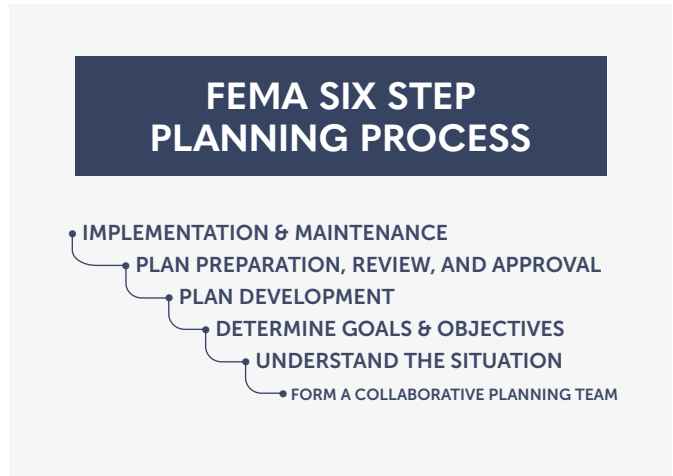 FEMA SIX STEP
PLANNING PROCESS
IMPLEMENTATION & MAINTENANCE
PLAN PREPARATION, REVIEW, AND APPROVAL
PLAN DEVELOPMENT
DETERMINE GOALS & OBJECTIVES
UNDERSTAND THE SITUATION
FORM A COLLABORATIVE PLANNING TEAM